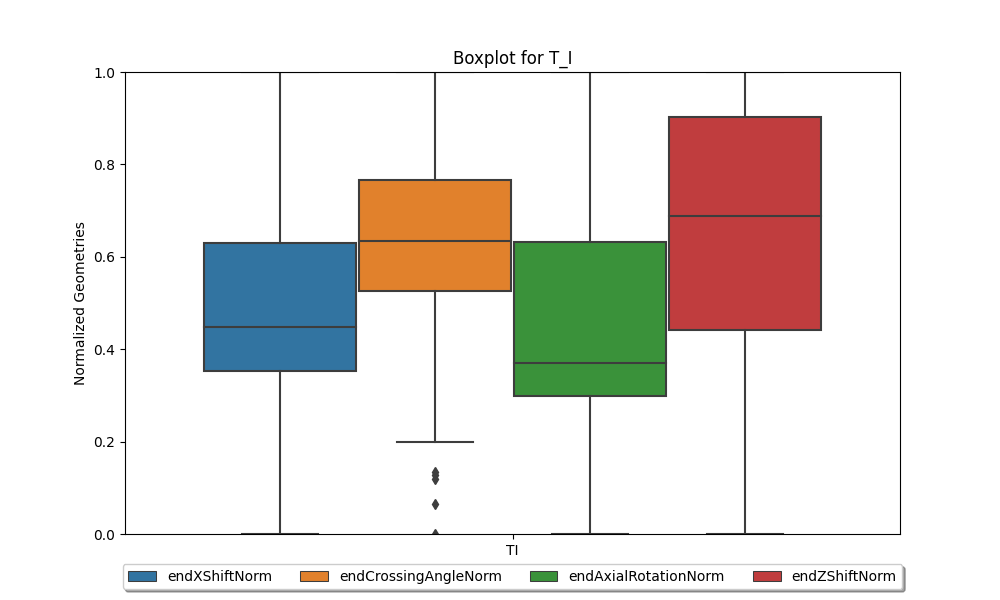 Boxplot for T_I
1.0
0.8
0.6
0.4
0.2
0.0
Normalized Geometries
TI
endXShiftNorm
endCrossingAngleNorm
endAxialRotationNorm
endZShiftNorm